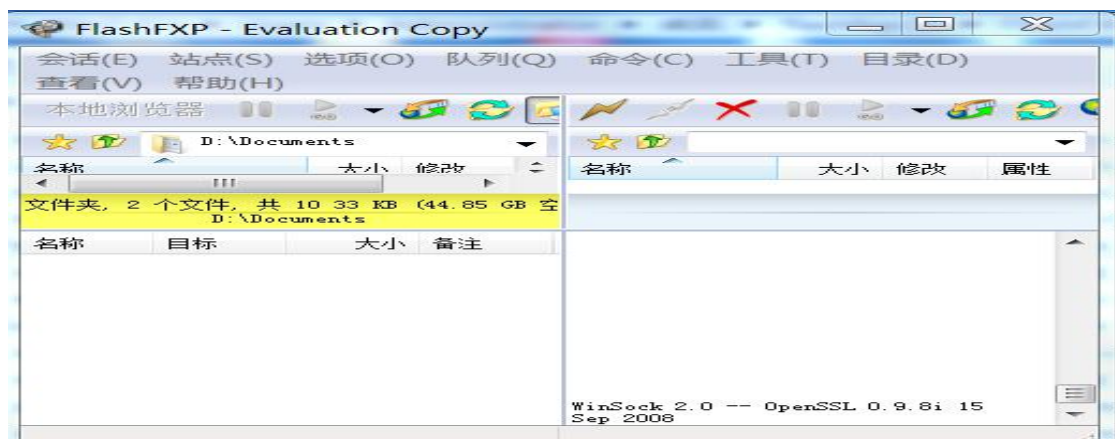 FlashFXP - Evaluation Copy
会话(E) 站点(S) 选项(O) 队列(Q) 命令(C) 工具(T) 目录(D)
查看(V) 帮助(H)
本地浏览器
D:\Documents
名称 大小 修改
名称 大小 修改 属性
文件夹, 2 个文件, 共 10 33 KB (44.85 GB 空
D:\Documents
名称 目标 大小 备注
WinSock 2.0 -- OpenSSL 0.9.8i 15
Sep 2008